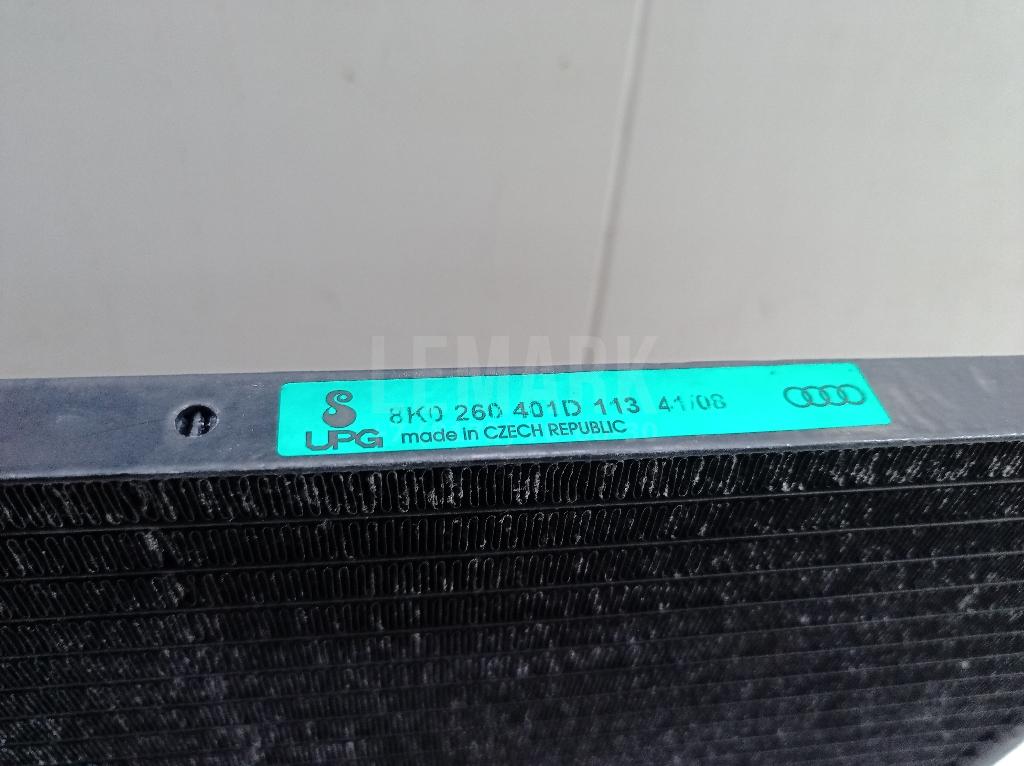 LEMARK
8K0 260 401D 113 41/08
UPG
made in CZECH REPUBLIC